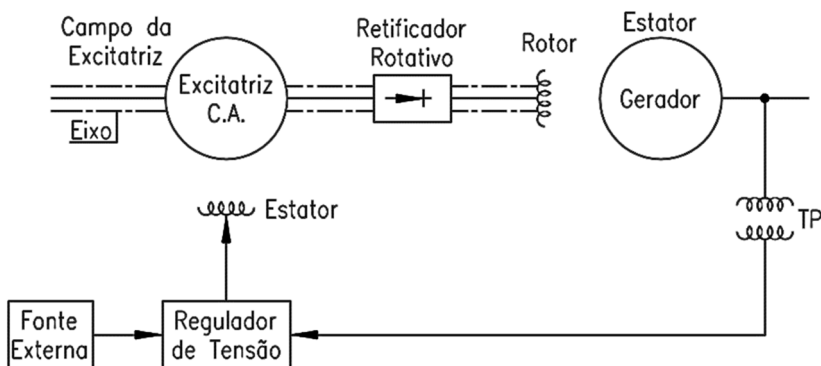 Campo da
Excitatriz
Excitatriz
C.A.
Eixo
Retificador
Rotativo
Rotor
Estator
Gerador
Estator
TP
Fonte
Externa
Regulador
de Tensão